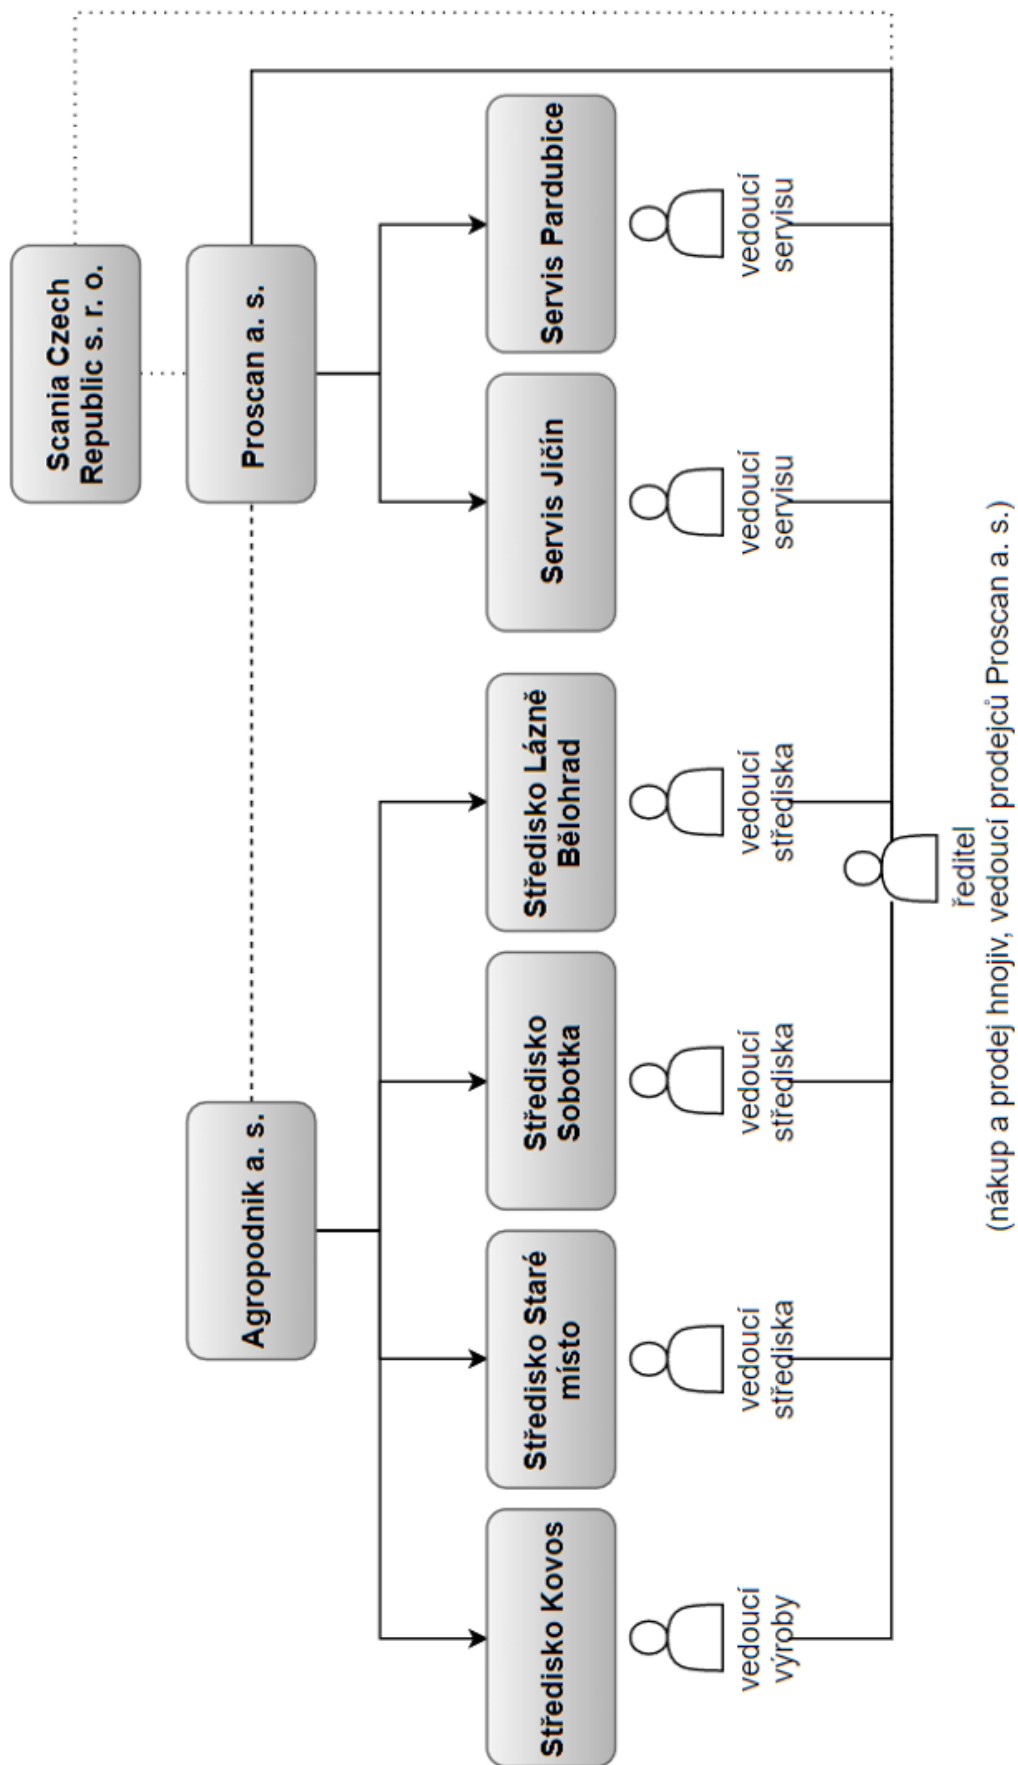 Scania Czech
Republic s. r. o.
Agropodnik a. s.
Proscan a. s.
Středisko Kovos
Středisko Staré
místo
Středisko
Sobotka
Středisko Lázně
Bělohrad
Servis Jičín
Servis Pardubice
vedoucí
výroby
vedoucí
střediska
vedoucí
střediska
vedoucí
střediska
vedoucí
servisu
vedoucí
servisu
ředitel
(nákup a prodej hnojiv, vedoucí prodejců Proscan a. s.)